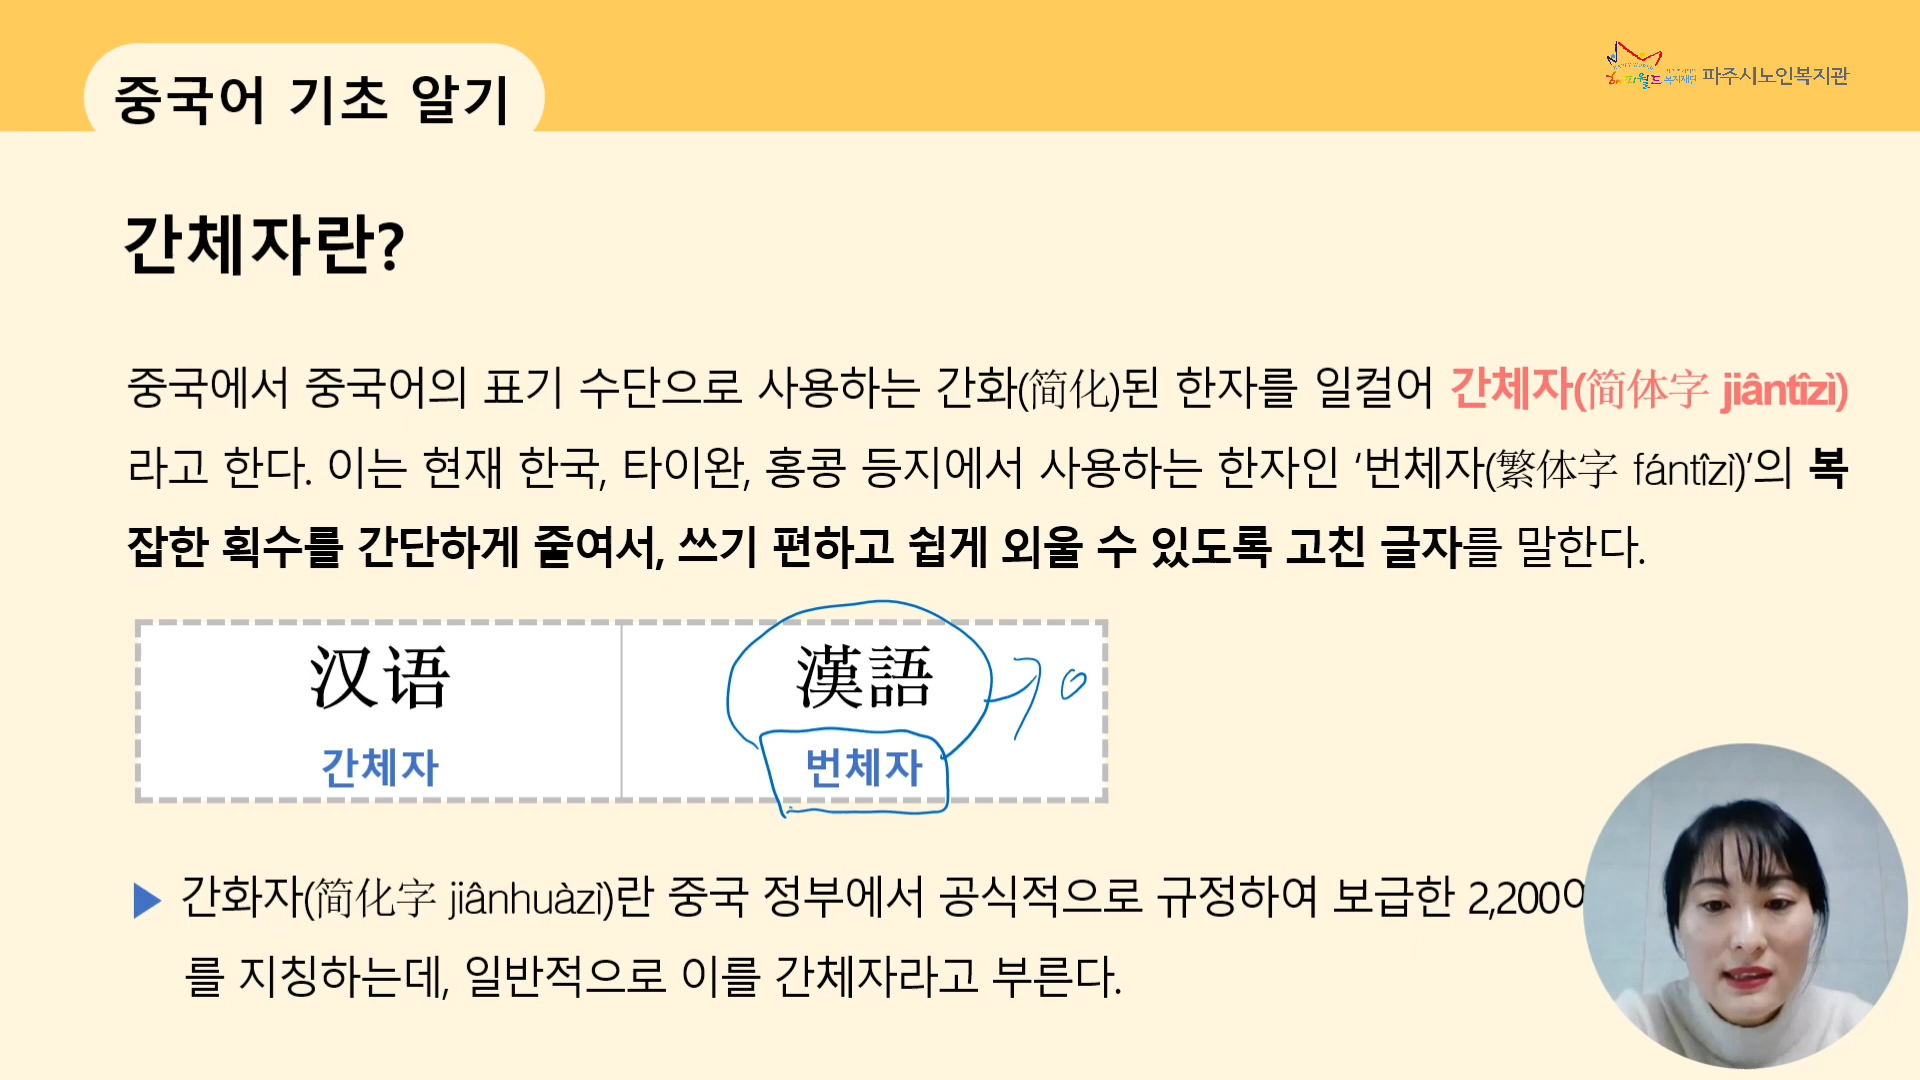 중국어 기초 알기
파주시노인복지관
간체자란?
중국에서 중국어의 표기 수단으로 사용하는 간화(简化)된 한자를 일컬어 간체자(简体字 jiântîzì)
라고 한다. 이는 현재 한국, 타이완, 홍콩 등지에서 사용하는 한자인 ‘번체자(繁体字 fántîzì)’의 복
잡한 획수를 간단하게 줄여서, 쓰기 편하고 쉽게 외울 수 있도록 고친 글자를 말한다.
汉语 漢語
간체자 번체자
▶ 간화자(简化字 jiânhuàzì)란 중국 정부에서 공식적으로 규정하여 보급한 2,200여
를 지칭하는데, 일반적으로 이를 간체자라고 부른다.